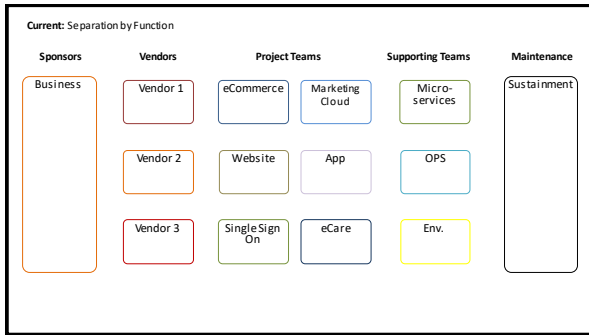 Current: Separation by Function
Sponsors Vendors Project Teams Supporting Teams Maintenance
Business
Vendor 1
eCommerce
Marketing
Cloud
Micro-
services
Sustainment
Vendor 2
Website
App
OPS
Vendor 3
Single Sign
On
eCare
Env.